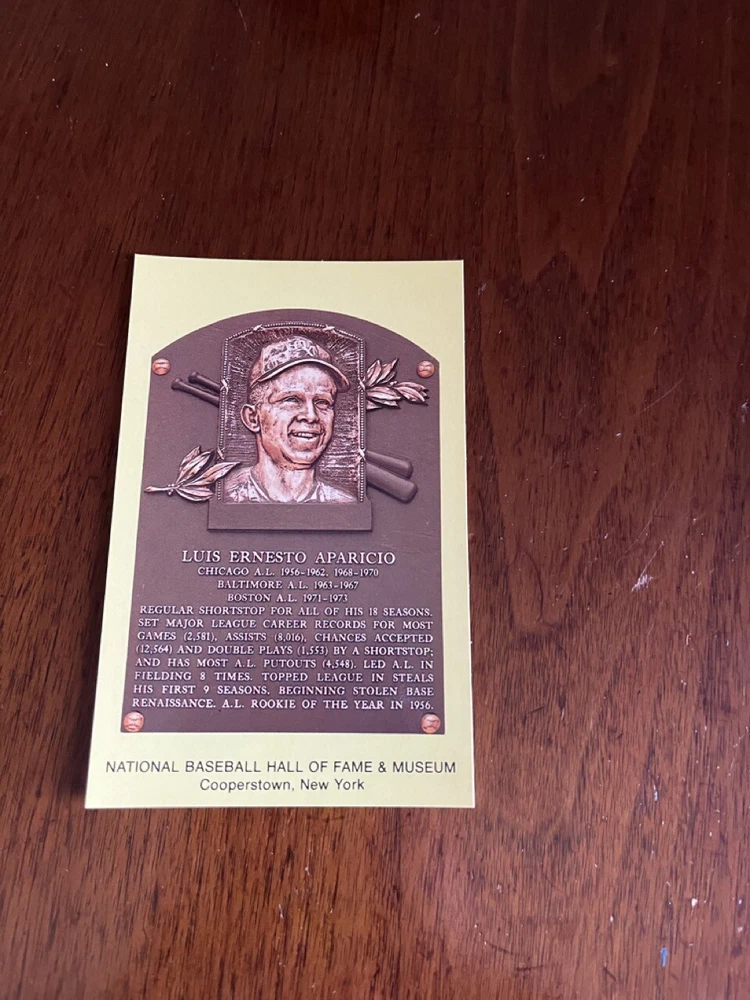 LUIS ERNESTO APARICIO
CHICAGO A.L. 1956-1962, 1968-1970
BALTIMORE A.L. 1963-1967
BOSTON A.L. 1971-1973
REGULAR SHORTSTOP FOR ALL OF HIS 18 SEASONS.
SET MAJOR LEAGUE CAREER RECORDS FOR MOST
GAMES (2,581), ASSISTS (8,016), CHANCES ACCEPTED
(12,564) AND DOUBLE PLAYS (1,553) BY A SHORTSTOP;
AND HAS MOST A.L. PUTOUTS (4,548). LED A.L. IN
FIELDING 8 TIMES. TOPPED LEAGUE IN STEALS
HIS FIRST 9 SEASONS, BEGINNING STOLEN BASE
RENAISSANCE. A.L. ROOKIE OF THE YEAR IN 1956.
NATIONAL BASEBALL HALL OF FAME & MUSEUM
Cooperstown, New York